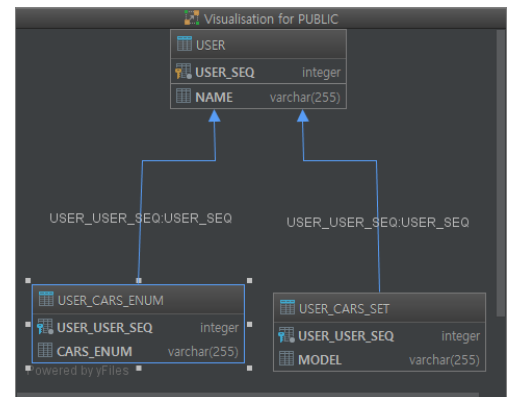 Visualisation for PUBLIC
USER
USER_SEQ integer
NAME varchar(255)
USER_USER_SEQ:USER_SEQ
USER_USER_SEQ:USER_SEQ
USER_CARS_ENUM
USER_USER_SEQ integer
CARS_ENUM varchar(255)
USER_CARS_SET
USER_USER_SEQ integer
MODEL varchar(255)
Powered by yFiles